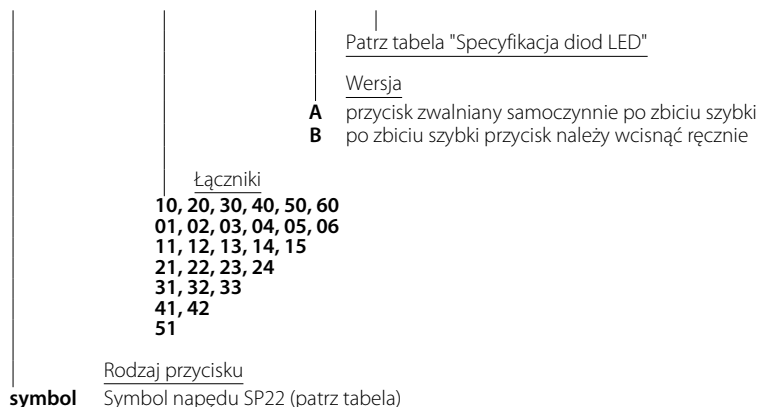 Patrz tabela "Specyfikacja diod LED"
Wersja
A przycisk zwalniany samoczynnie po zbiciu szybki
B po zbiciu szybki przycisk należy wcisnąć ręcznie
Łączniki
10, 20, 30, 40, 50, 60
01, 02, 03, 04, 05, 06
11, 12, 13, 14, 15
21, 22, 23, 24
31, 32, 33
41, 42
51
Rodzaj przycisku
symbol Symbol napędu SP22 (patrz tabela)